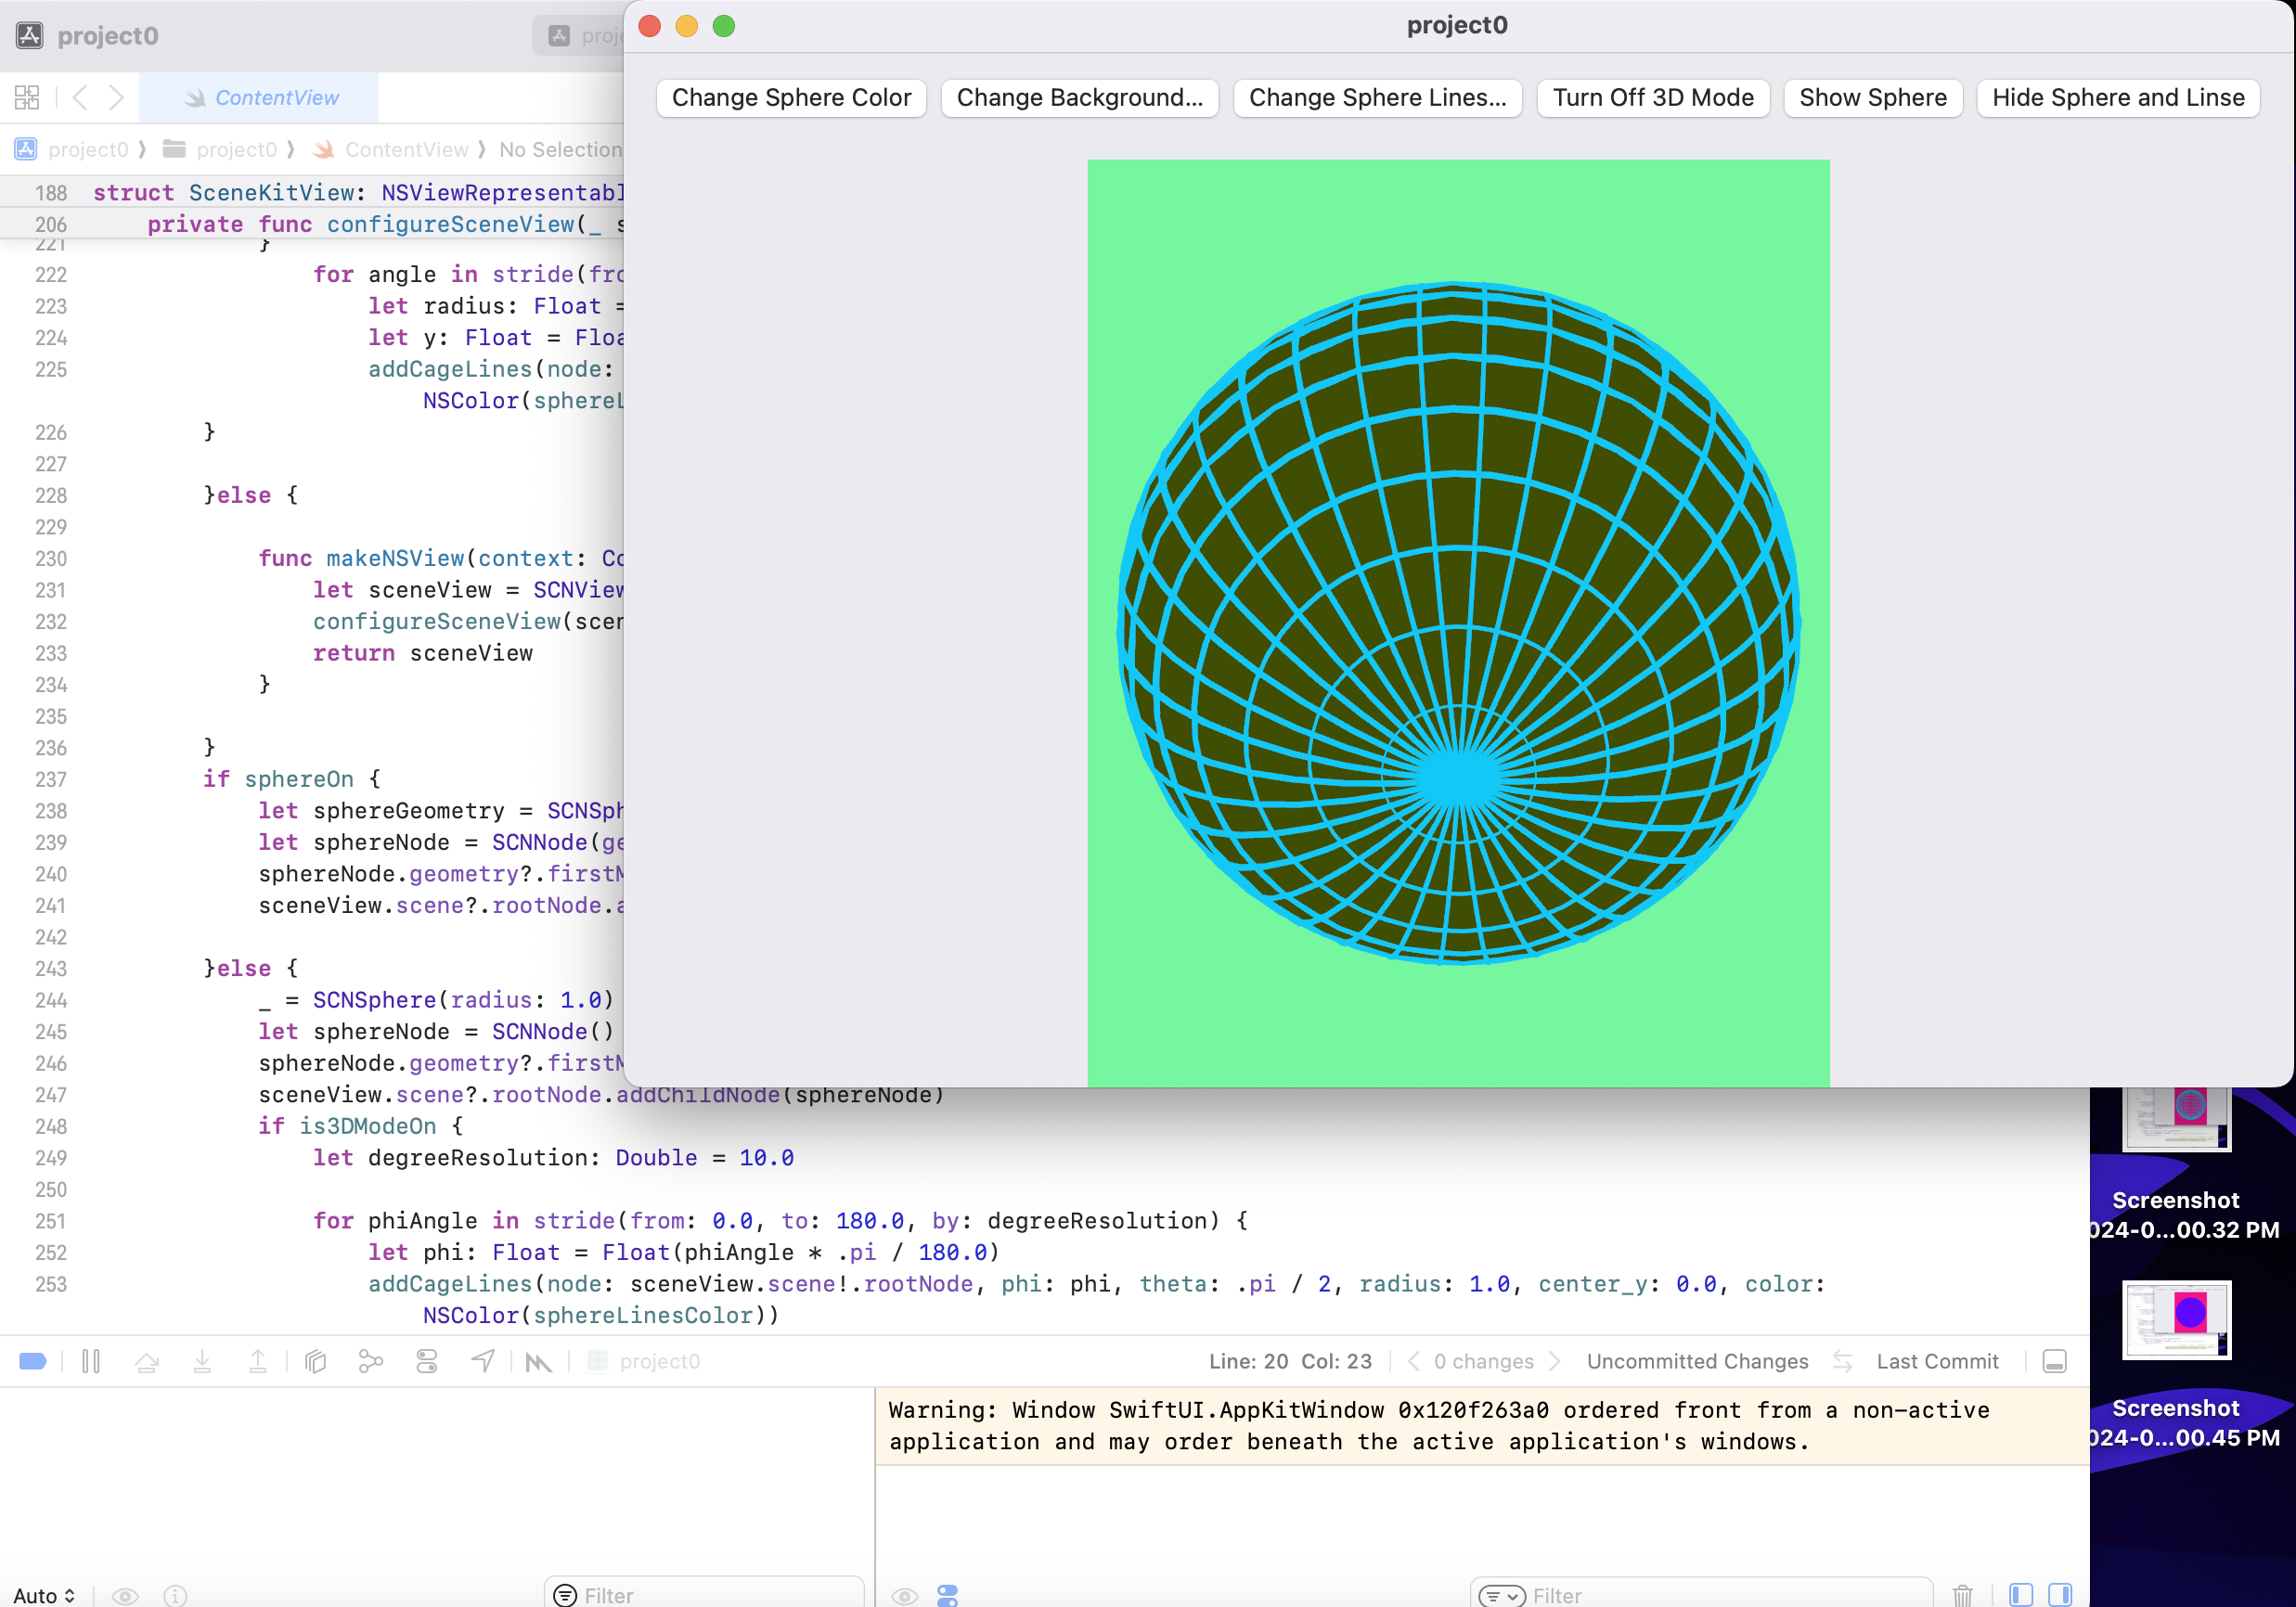 project0
proje
ContentView
project0 ⟩ project0 ⟩ ContentView ⟩ No Selection
188 struct SceneKitView: NSViewRepresentabl
206 private func configureSceneView(_ s
221 }
222 for angle in stride(fro
223 let radius: Float =
224 let y: Float = Floa
225 addCageLines(node:
NSColor(sphereL
226 }
227
228 }else {
229
230 func makeNSView(context: Co
231 let sceneView = SCNView
232 configureSceneView(scen
233 return sceneView
234 }
235
236 }
237 if sphereOn {
238 let sphereGeometry = SCNSph
239 let sphereNode = SCNNode(ge
240 sphereNode.geometry?.firstM
241 sceneView.scene?.rootNode.a
242
243 }else {
244 _ = SCNSphere(radius: 1.0)
245 let sphereNode = SCNNode()
246 sphereNode.geometry?.firstM
247 sceneView.scene?.rootNode.addChildNode(sphereNode)
248 if is3DModeOn {
249 let degreeResolution: Double = 10.0
250
251 for phiAngle in stride(from: 0.0, to: 180.0, by: degreeResolution) {
252 let phi: Float = Float(phiAngle * .pi / 180.0)
253 addCageLines(node: sceneView.scene!.rootNode, phi: phi, theta: .pi / 2, radius: 1.0, center_y: 0.0, color:
NSColor(sphereLinesColor))
project0
Change Sphere Color Change Background... Change Sphere Lines... Turn Off 3D Mode Show Sphere Hide Sphere and Linse
Screenshot
024-0...00.32 PM
Screenshot
024-0...00.45 PM
project0 Line: 20 Col: 23 0 changes Uncommitted Changes Last Commit
Warning: Window SwiftUI.AppKitWindow 0x120f263a0 ordered front from a non-active
application and may order beneath the active application's windows.
Auto Filter Filter